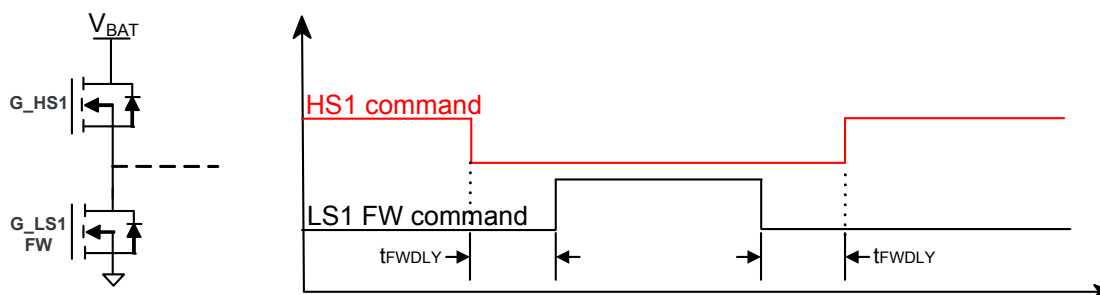 VBAT
G_HS1
G_LS1
FW
HS1 command
LS1 FW command
tFWDLY
tFWDLY